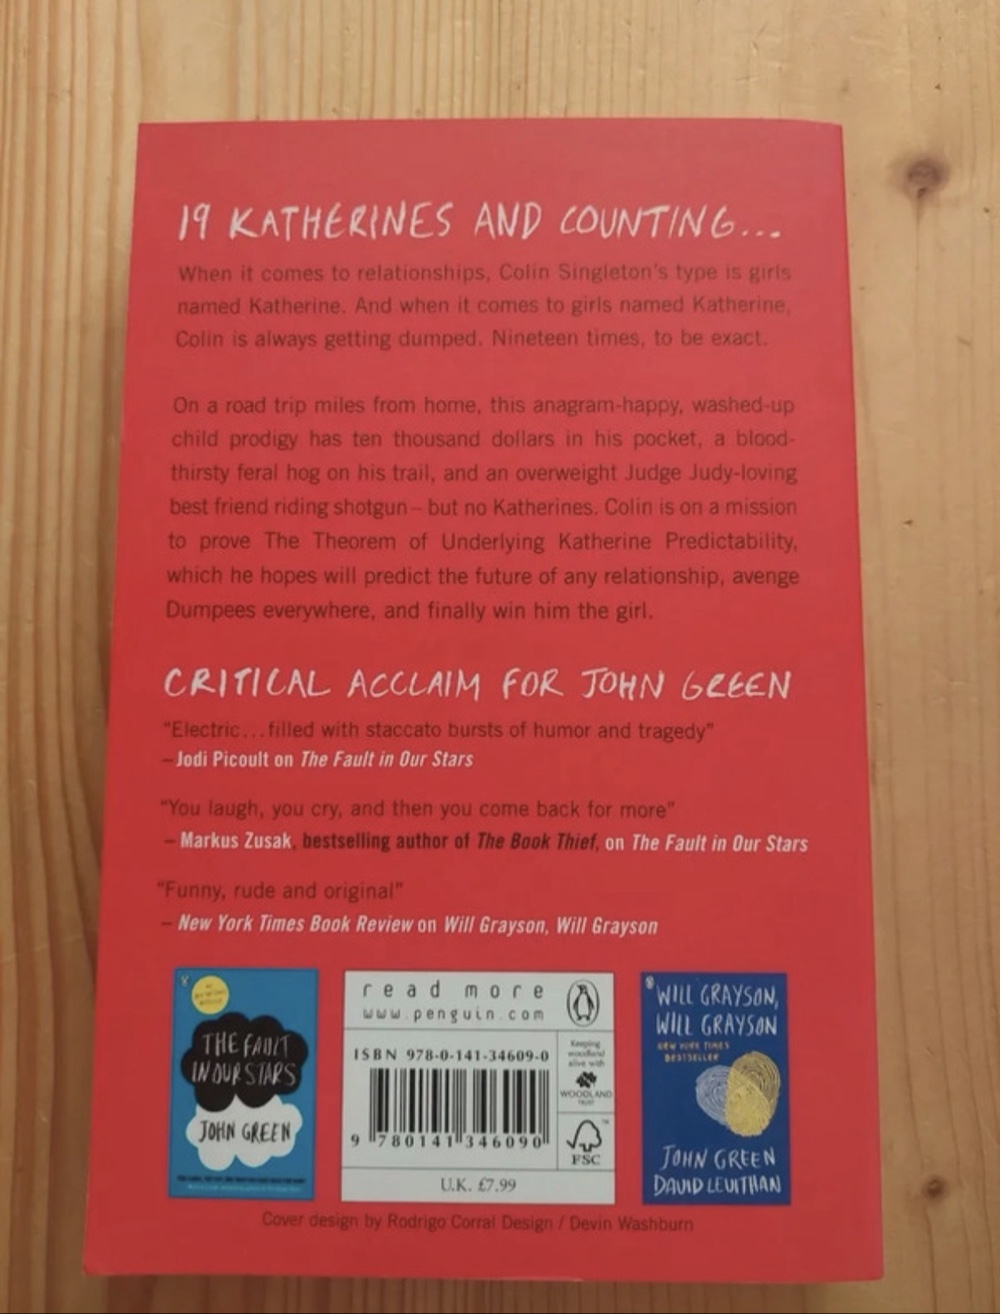 19 KATHERINES AND COUNTING...
When it comes to relationships, Colin Singleton's type is girls
named Katherine. And when it comes to girls named Katherine,
Colin is always getting dumped. Nineteen times, to be exact.
On a road trip miles from home, this anagram-happy, washed-up
child prodigy has ten thousand dollars in his pocket, a blood-
thirsty feral hog on his trail, and an overweight Judge Judy-loving
best friend riding shotgun – but no Katherines. Colin is on a mission
to prove The Theorem of Underlying Katherine Predictability,
which he hopes will predict the future of any relationship, avenge
Dumpees everywhere, and finally win him the girl.
CRITICAL ACCLAIM FOR JOHN GREEN
“Electric...filled with staccato bursts of humor and tragedy”
– Jodi Picoult on The Fault in Our Stars
“You laugh, you cry, and then you come back for more”
– Markus Zusak, bestselling author of The Book Thief, on The Fault in Our Stars
“Funny, rude and original”
– New York Times Book Review on Will Grayson, Will Grayson
THE FAULT
IN OUR STARS
JOHN GREEN
read more
www.penguin.com
ISBN 978-0-141-34609-0
9 780141 346090
Keeping
woodland
alive with
WOODLAND
TRUST
FSC
™
U.K. £7.99
WILL GRAYSON,
WILL GRAYSON
NEW YORK TIMES
BESTSELLER
JOHN GREEN
DAVID LEVITHAN
Cover design by Rodrigo Corral Design / Devin Washburn